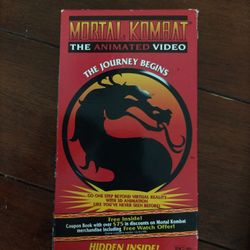 MORTAL KOMBAT
THE ANIMATED VIDEO
THE JOURNEY BEGINS
GO ONE STEP BEYOND VIRTUAL REALITY
WITH 3D ANIMATION
LIKE YOU'VE NEVER SEEN BEFORE!
Free Inside!
Coupon Book with over $75 in discounts on Mortal Kombat
merchandise including Free Watch Offer!
HIDDEN INSIDE!